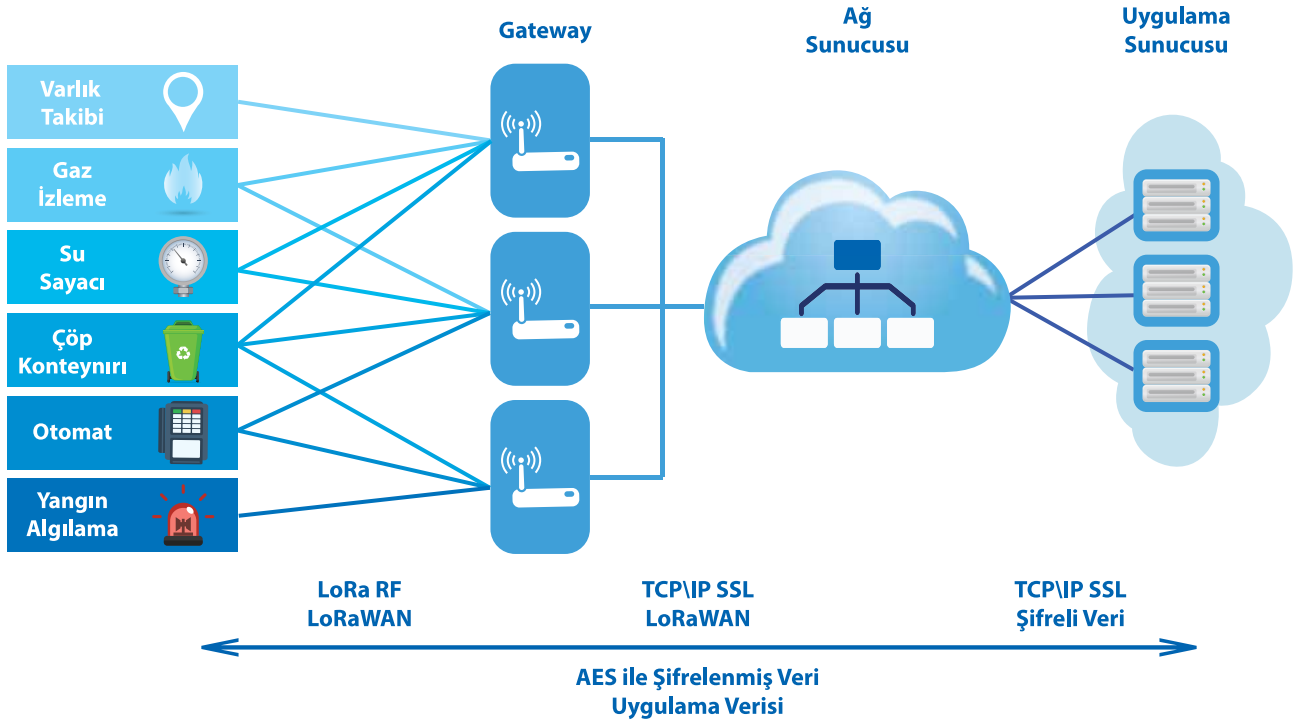 Gateway
Ağ
Sunucusu
Uygulama
Sunucusu
Varlık
Takibi
Gaz
İzleme
Su
Sayacı
Çöp
Konteynırı
Otomat
Yangın
Algılama
LoRa RF
LoRaWAN
TCP\IP SSL
LoRaWAN
TCP\IP SSL
Şifreli Veri
AES ile Şifrelenmiş Veri
Uygulama Verisi